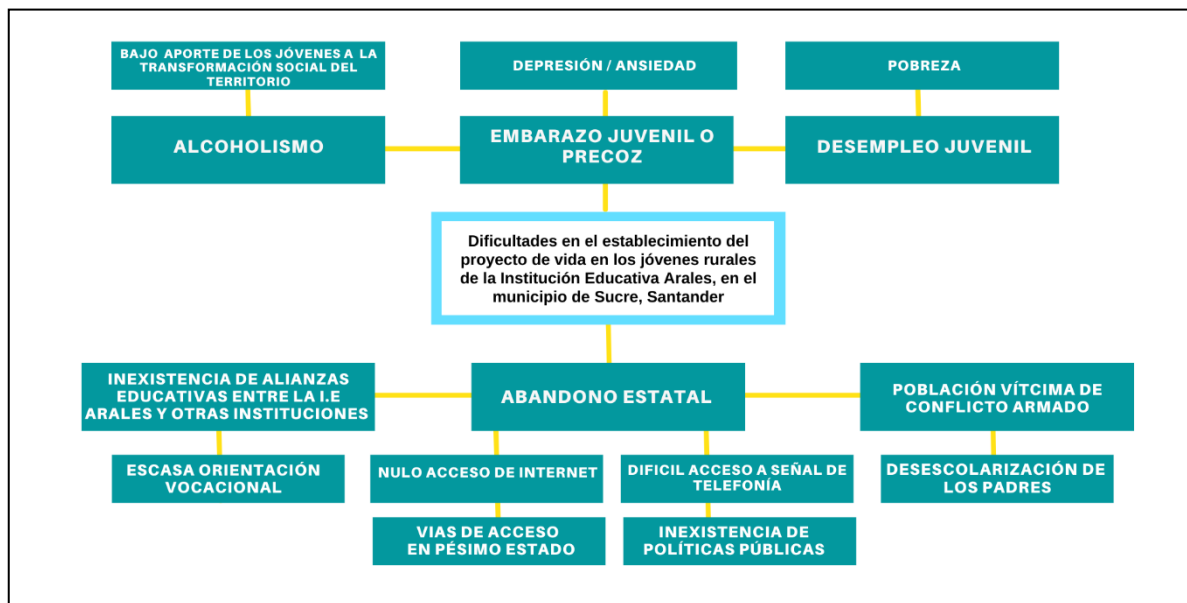 BAJO APORTE DE LOS JÓVENES A LA
TRANSFORMACIÓN SOCIAL DEL
TERRITORIO
DEPRESIÓN / ANSIEDAD
POBREZA
ALCOHOLISMO
EMBARAZO JUVENIL O
PRECOZ
DESEMPLEO JUVENIL
Dificultades en el establecimiento del
proyecto de vida en los jóvenes rurales
de la Institución Educativa Arales, en el
municipio de Sucre, Santander
INEXISTENCIA DE ALIANZAS
EDUCATIVAS ENTRE LA I.E
ARALES Y OTRAS INSTITUCIONES
ABANDONO ESTATAL
POBLACIÓN VÍTCIMA DE
CONFLICTO ARMADO
ESCASA ORIENTACIÓN
VOCACIONAL
NULO ACCESO DE INTERNET
DIFICIL ACCESO A SEÑAL DE
TELEFONÍA
DESESCOLARIZACIÓN DE
LOS PADRES
VIAS DE ACCESO
EN PÉSIMO ESTADO
INEXISTENCIA DE
POLÍTICAS PÚBLICAS